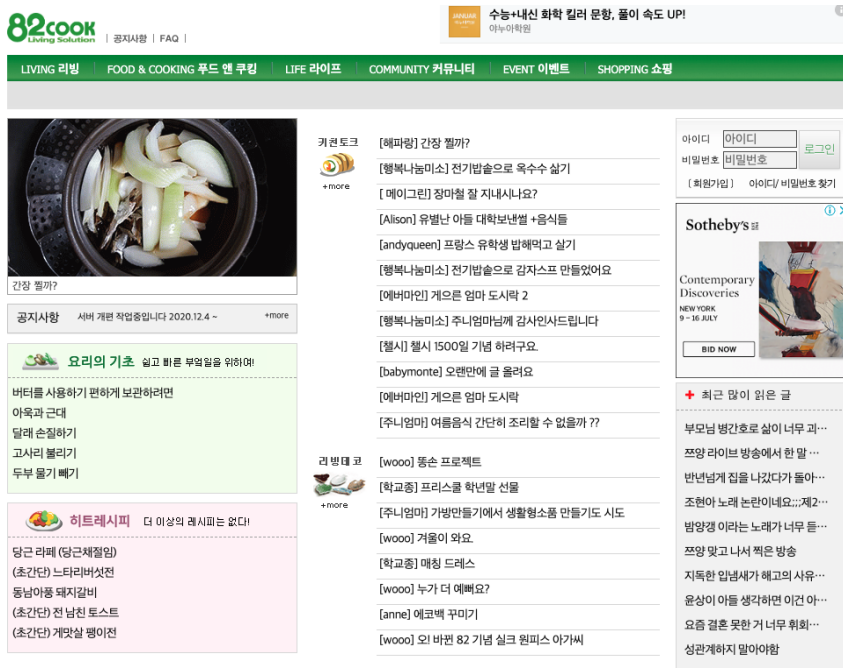 82COOK
Living Solution
| 공지사항 | FAQ |
JANUAR
수능+내신 화학 킬러 문항, 풀이 속도 UP!
야누아학원
LIVING 리빙
FOOD & COOKING 푸드 앤 쿠킹
LIFE 라이프
COMMUNITY 커뮤니티
EVENT 이벤트
SHOPPING 쇼핑
간장 찔까?
공지사항 서버 개편 작업중입니다 2020.12.4 ~ +more
요리의 기초 쉽고 빠른 부엌일을 위하여!
버터를 사용하기 편하게 보관하려면
아욱과 근대
달래 손질하기
고사리 불리기
두부 물기 빼기
히트레시피 더 이상의 레시피는 없다!
당근 라페 (당근채절임)
(초간단) 느타리버섯전
동남아풍 돼지갈비
(초간단) 전 남친 토스트
(초간단) 게맛살 팽이전
키친토크
+more
[해파랑] 간장 찔까?
[행복나눔미소] 전기밥솥으로 옥수수 삶기
[ 메이그린] 장마철 잘 지내시나요?
[Alison] 유별난 아들 대학보낸썰 +음식들
[andyqueen] 프랑스 유학생 밥해먹고 살기
[행복나눔미소] 전기밥솥으로 감자스프 만들었어요
[에버마인] 게으른 엄마 도시락 2
[행복나눔미소] 주니엄마님께 감사인사드립니다
[챌시] 챌시 1500일 기념 하려구요.
[babymonte] 오랜만에 글 올려요
[에버마인] 게으른 엄마 도시락
[주니엄마] 여름음식 간단히 조리할 수 없을까 ??
리빙데코
+more
[wooo] 똥손 프로젝트
[학교종] 프리스쿨 학년말 선물
[주니엄마] 가방만들기에서 생활형소품 만들기도 시도
[wooo] 겨울이 와요.
[학교종] 매칭 드레스
[wooo] 누가 더 예뻐요?
[anne] 에코백 꾸미기
[wooo] 오! 바뀐 82 기념 실크 원피스 아가씨
아이디 아이디
비밀번호 비밀번호
로그인
[ 회원가입 ] 아이디/ 비밀번호 찾기
Sotheby's
Contemporary
Discoveries
NEW YORK
9 – 16 JULY
BID NOW
+ 최근 많이 읽은 글
부모님 병간호로 삶이 너무 괴…
쯔양 라이브 방송에서 한 말 …
반년넘게 집을 나갔다가 돌아…
조현아 노래 논란이네요;;;제2…
밤양갱 이라는 노래가 너무 듣…
쯔양 맞고 나서 찍은 방송
지독한 입냄새가 해고의 사유…
윤상이 아들 생각하면 이건 아…
요즘 결혼 못한 거 너무 휘회…
성관계하지 말아야함